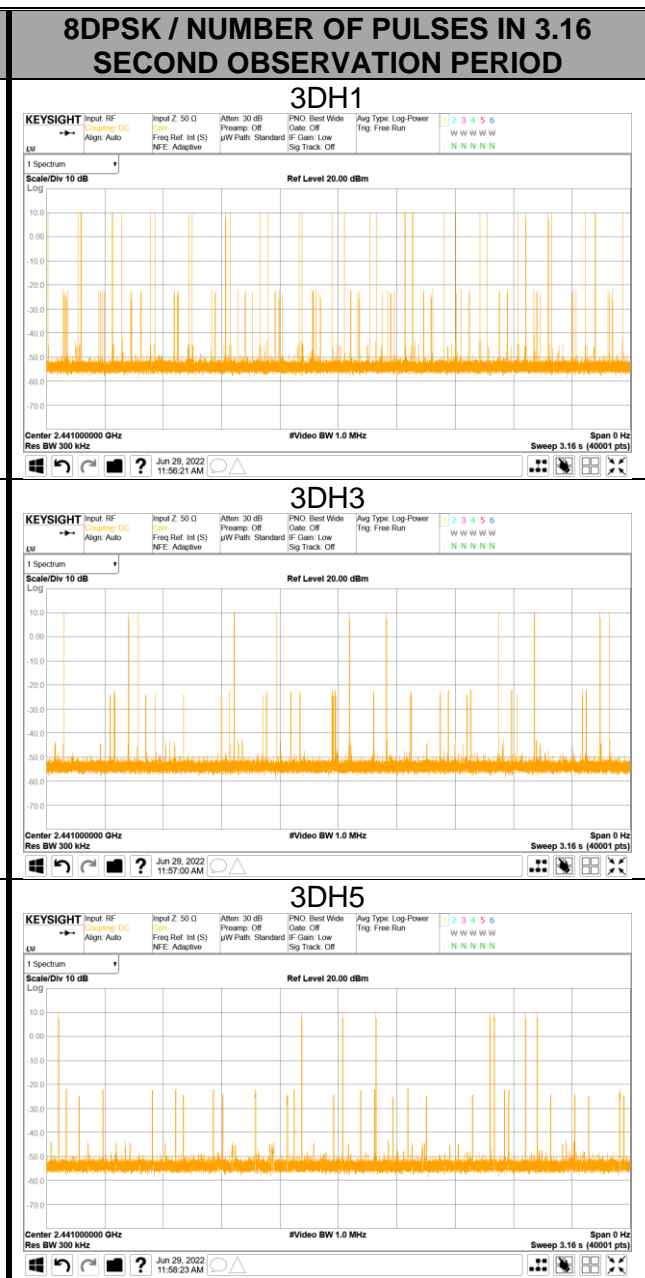 8DPSK / NUMBER OF PULSES IN 3.16
SECOND OBSERVATION PERIOD
3DH1
KEYSIGHT Input: RF Input Z: 50 Ω Atten: 30 dB PNO: Best Wide Avg Type: Log-Power 1 2 3 4 5 6
Coupling: DC Corr Preamp: Off Gate: Off Trig: Free Run W W W W W
Align: Auto Freq Ref: Int (S) µW Path: Standard IF Gain: Low N N N N N
LXI NFE: Adaptive Sig Track: Off
1 Spectrum
Scale/Div 10 dB Ref Level 20.00 dBm
Log
10.0
0.00
-10.0
-20.0
-30.0
-40.0
-50.0
-60.0
-70.0
Center 2.441000000 GHz #Video BW 1.0 MHz Span 0 Hz
Res BW 300 kHz Sweep 3.16 s (40001 pts)
? Jun 29, 2022
11:56:21 AM
3DH3
KEYSIGHT Input: RF Input Z: 50 Ω Atten: 30 dB PNO: Best Wide Avg Type: Log-Power 1 2 3 4 5 6
Coupling: DC Corr Preamp: Off Gate: Off Trig: Free Run W W W W W
Align: Auto Freq Ref: Int (S) µW Path: Standard IF Gain: Low N N N N N
LXI NFE: Adaptive Sig Track: Off
1 Spectrum
Scale/Div 10 dB Ref Level 20.00 dBm
Log
10.0
0.00
-10.0
-20.0
-30.0
-40.0
-50.0
-60.0
-70.0
Center 2.441000000 GHz #Video BW 1.0 MHz Span 0 Hz
Res BW 300 kHz Sweep 3.16 s (40001 pts)
? Jun 29, 2022
11:57:00 AM
3DH5
KEYSIGHT Input: RF Input Z: 50 Ω Atten: 30 dB PNO: Best Wide Avg Type: Log-Power 1 2 3 4 5 6
Coupling: DC Corr Preamp: Off Gate: Off Trig: Free Run W W W W W
Align: Auto Freq Ref: Int (S) µW Path: Standard IF Gain: Low N N N N N
LXI NFE: Adaptive Sig Track: Off
1 Spectrum
Scale/Div 10 dB Ref Level 20.00 dBm
Log
10.0
0.00
-10.0
-20.0
-30.0
-40.0
-50.0
-60.0
-70.0
Center 2.441000000 GHz #Video BW 1.0 MHz Span 0 Hz
Res BW 300 kHz Sweep 3.16 s (40001 pts)
? Jun 29, 2022
11:58:23 AM